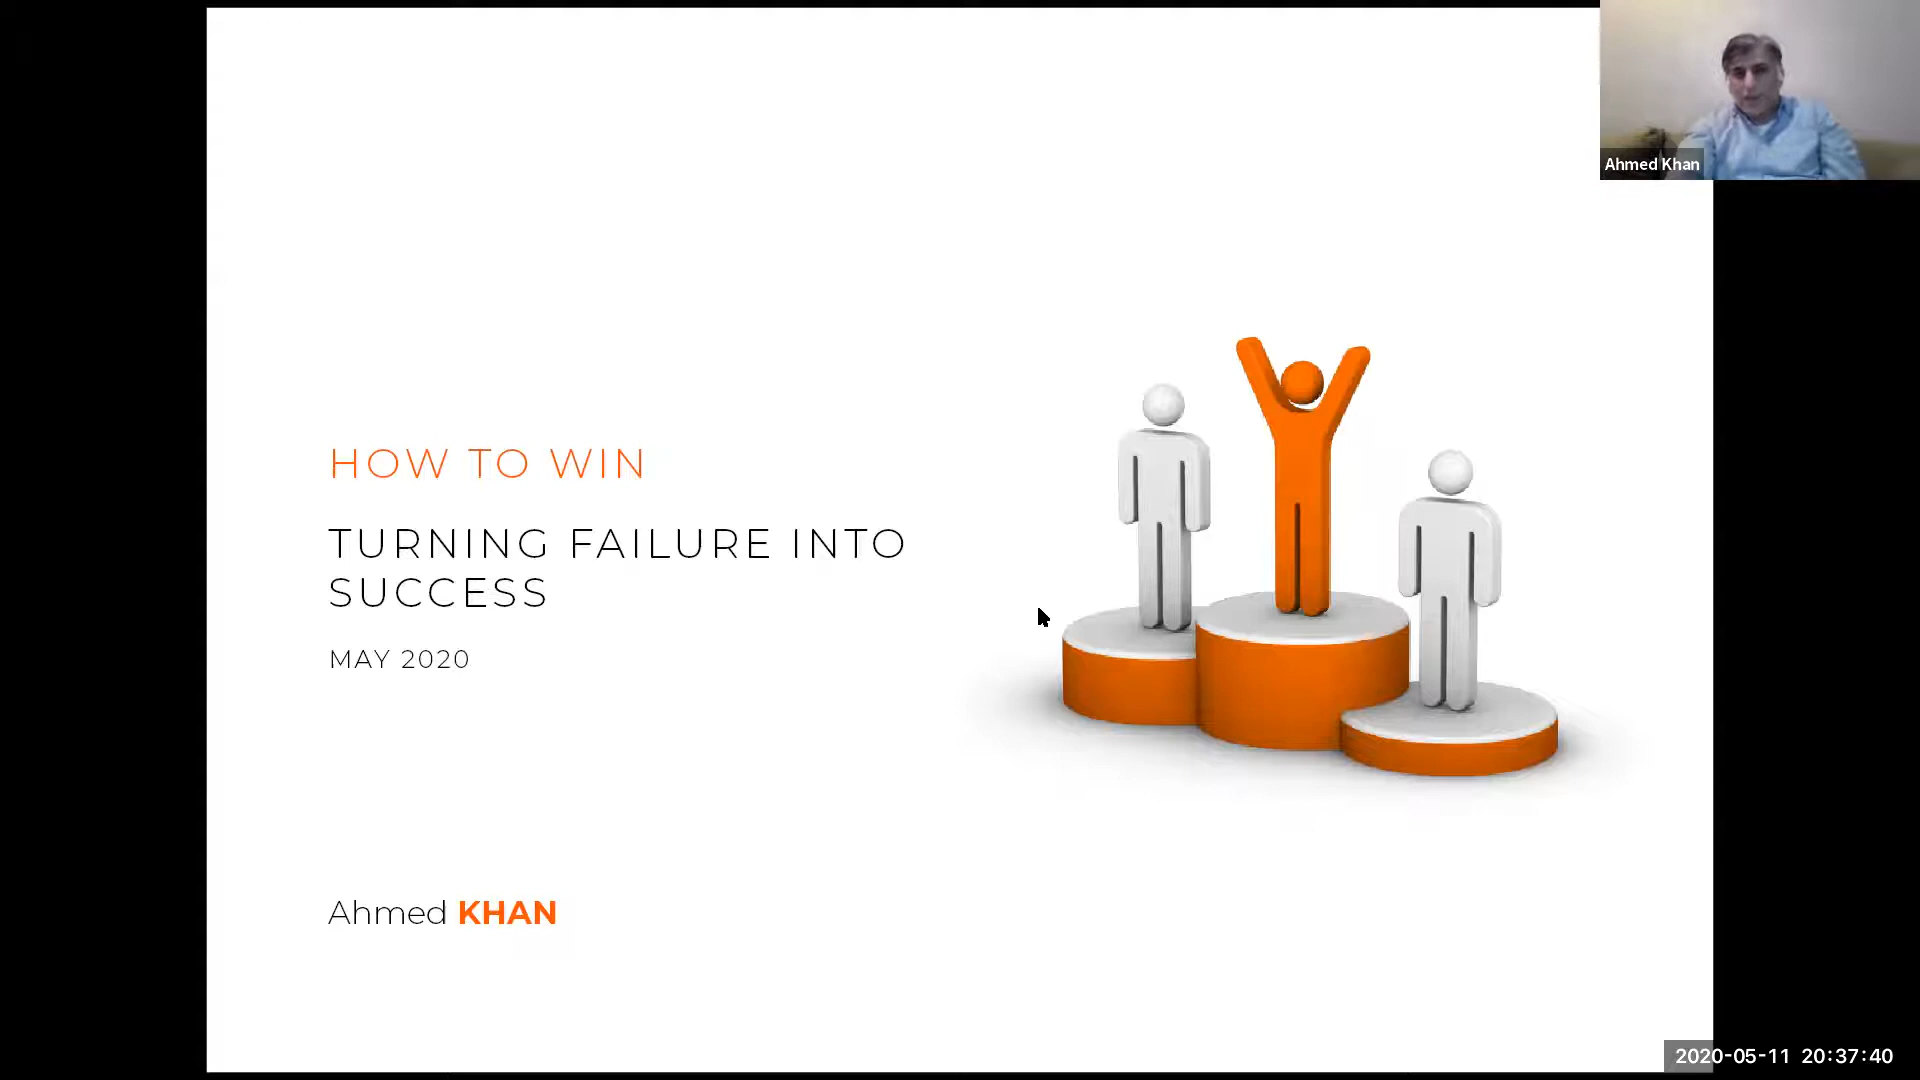 Ahmed Khan
HOW TO WIN
TURNING FAILURE INTO
SUCCESS
MAY 2020
Ahmed KHAN
2020-05-11 20:37:40